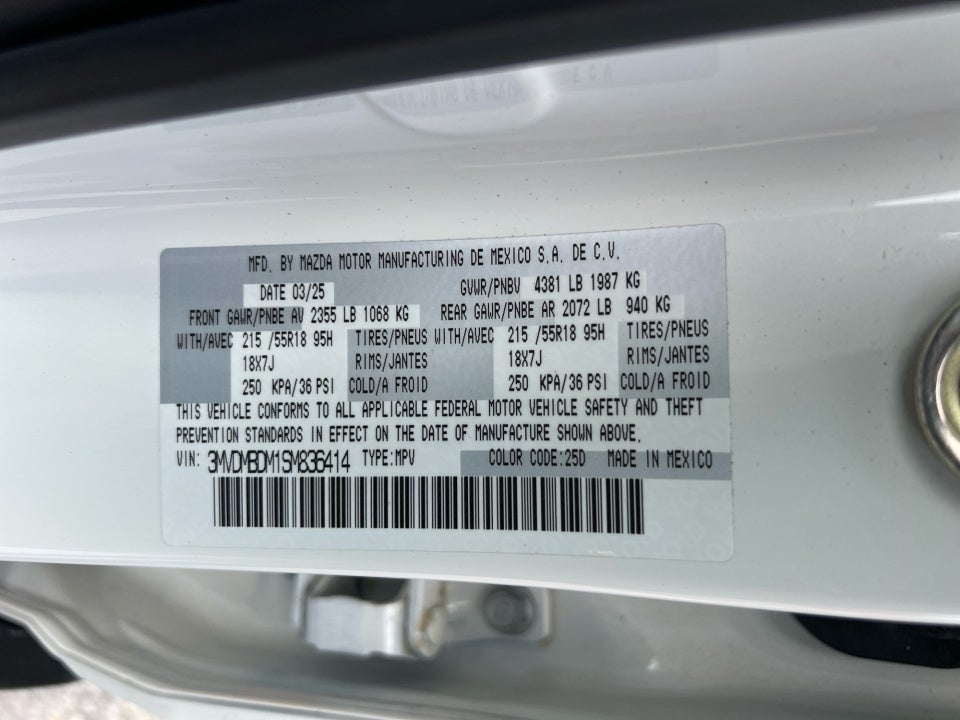 MFD. BY MAZDA MOTOR MANUFACTURING DE MEXICO S.A. DE C.V.
DATE 03/25 GVWR/PNBV 4381 LB 1987 KG
FRONT GAWR/PNBE AV 2355 LB 1068 KG REAR GAWR/PNBE AR 2072 LB 940 KG
WITH/AVEC 215 /55R18 95H TIRES/PNEUS WITH/AVEC 215 /55R18 95H TIRES/PNEUS
18X7J RIMS/JANTES 18X7J RIMS/JANTES
250 KPA/36 PSI COLD/A FROID 250 KPA/36 PSI COLD/A FROID
THIS VEHICLE CONFORMS TO ALL APPLICABLE FEDERAL MOTOR VEHICLE SAFETY AND THEFT
PREVENTION STANDARDS IN EFFECT ON THE DATE OF MANUFACTURE SHOWN ABOVE.
VIN: 3MVDMBDM1SM836414 TYPE:MPV COLOR CODE:25D MADE IN MEXICO